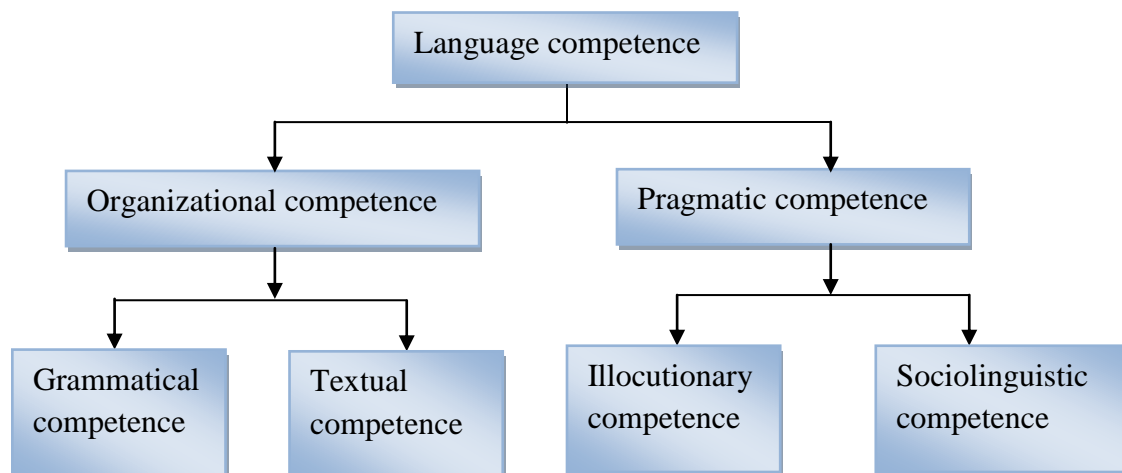 Language competence
Organizational competence
Pragmatic competence
Grammatical
competence
Textual
competence
Illocutionary
competence
Sociolinguistic
competence